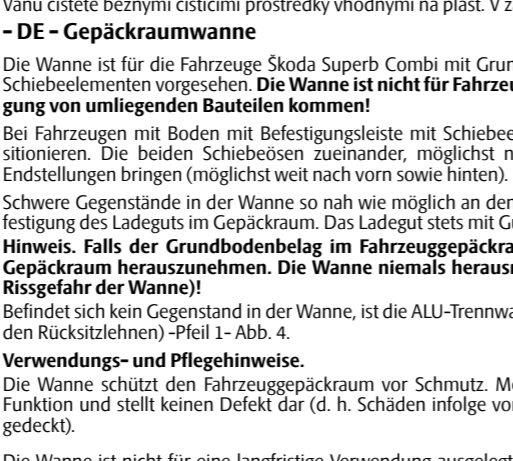 Vanu čistěte běžnými čisticími prostředky vhodnými na plast. V z
- DE - Gepäckraumwanne
Die Wanne ist für die Fahrzeuge Škoda Superb Combi mit Grun
Schiebeelementen vorgesehen. Die Wanne ist nicht für Fahrzeu
gung von umliegenden Bauteilen kommen!
Bei Fahrzeugen mit Boden mit Befestigungsleiste mit Schiebee
sitionieren. Die beiden Schiebeösen zueinander, möglichst n
Endstellungen bringen (möglichst weit nach vorn sowie hinten).
Schwere Gegenstände in der Wanne so nah wie möglich an der
festigung des Ladeguts im Gepäckraum. Das Ladegut stets mit Gu
Hinweis. Falls der Grundbodenbelag im Fahrzeuggepäckra
Gepäckraum herauszunehmen. Die Wanne niemals herausr
Rissgefahr der Wanne)!
Befindet sich kein Gegenstand in der Wanne, ist die ALU-Trennwa
den Rücksitzlehnen) -Pfeil 1- Abb. 4.
Verwendungs- und Pflegehinweise.
Die Wanne schützt den Fahrzeuggepäckraum vor Schmutz. Me
Funktion und stellt keinen Defekt dar (d. h. Schäden infolge vo
gedeckt).
Die Wanne ist nicht für eine langfristige Verwendung ausgelegt